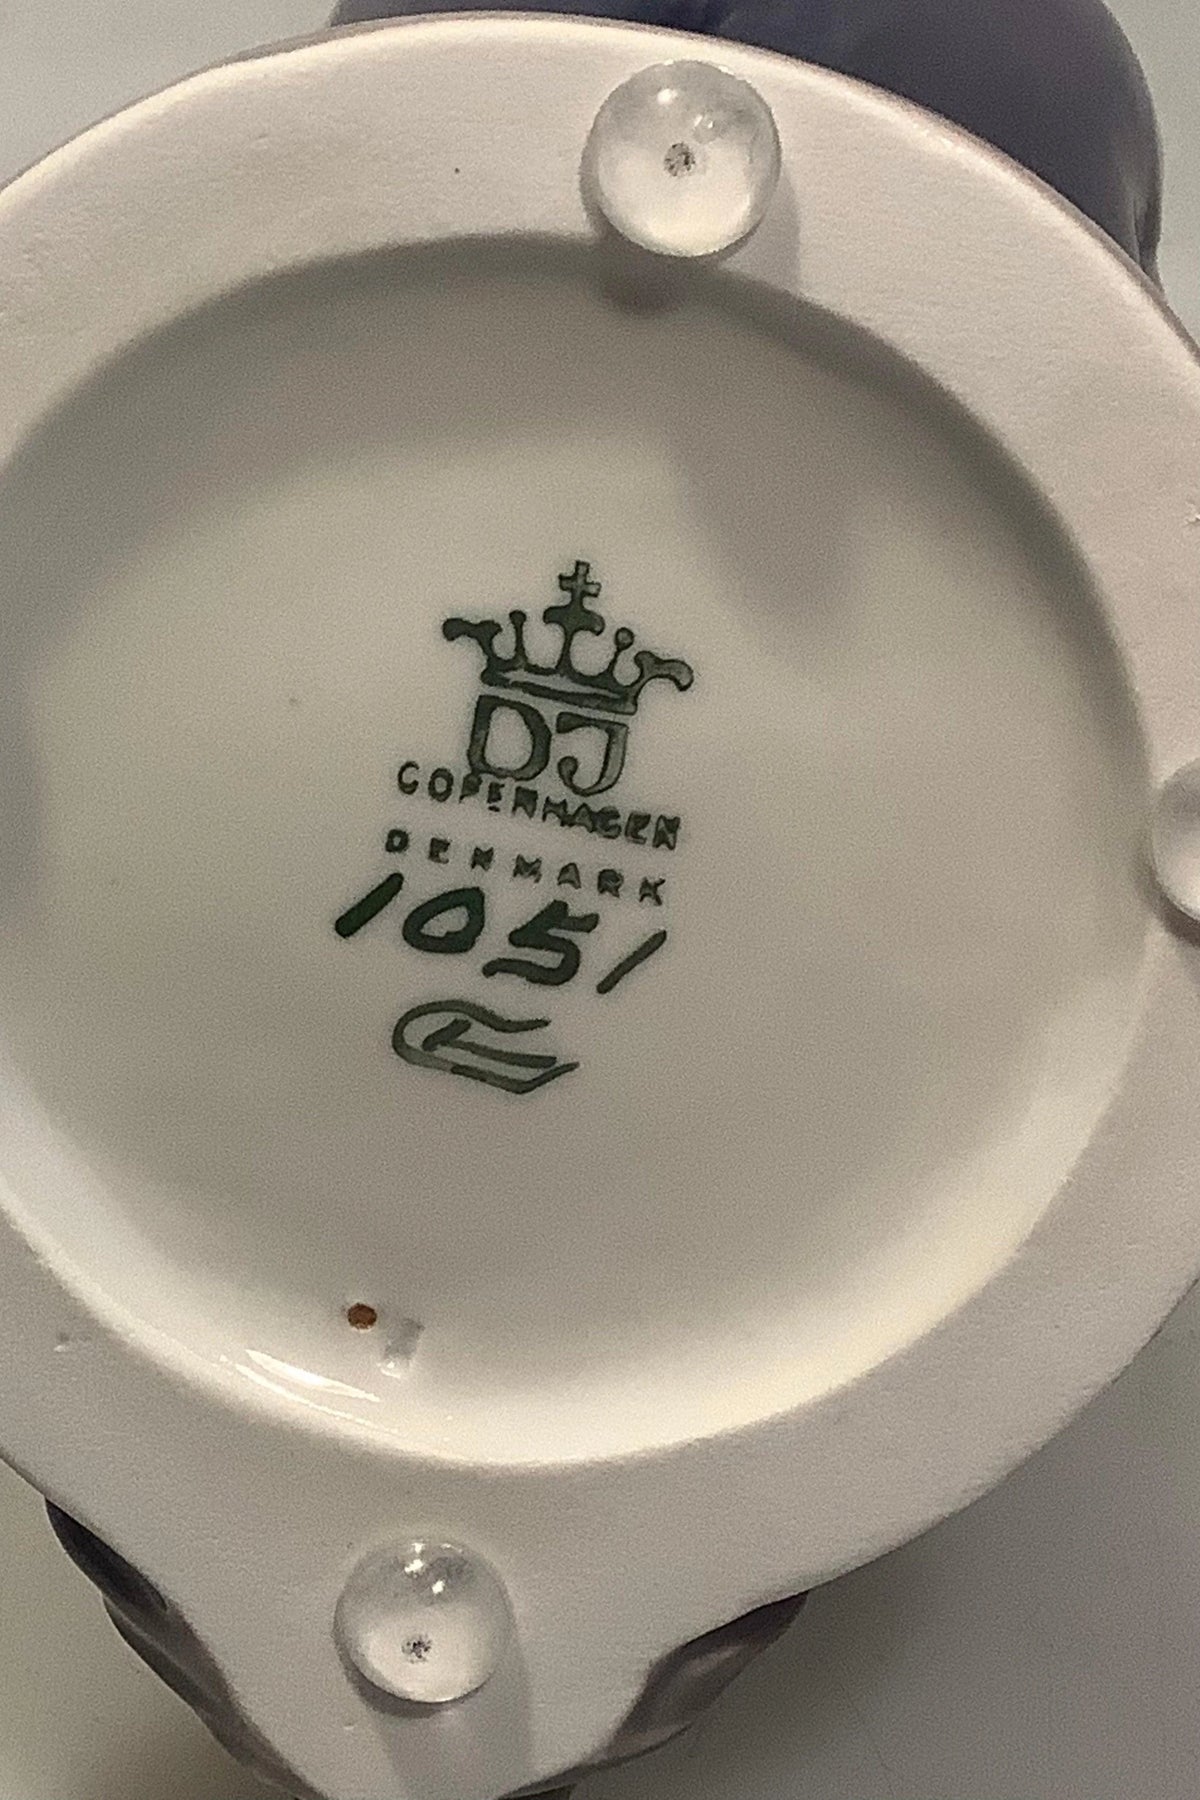 DJ
COPENHAGEN
DENMARK
1051